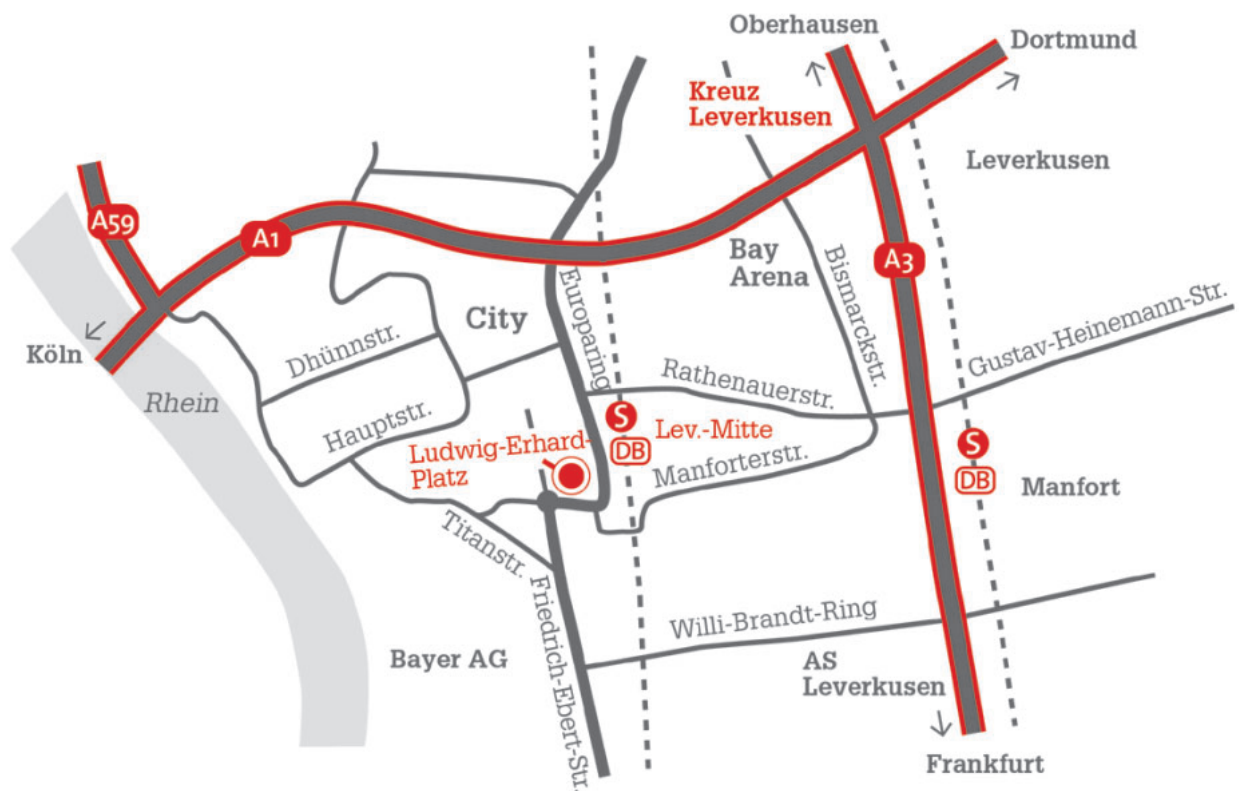 Oberhausen
Dortmund
Kreuz
Leverkusen
Leverkusen
A59
A1
Bay
Arena
A3
Bismarckstr.
Europaring
City
Gustav-Heinemann-Str.
Köln
Dhünnstr.
Rhein
Rathenauerstr.
Hauptstr.
S
Lev.-Mitte
DB
Ludwig-Erhard-
Platz
Manforterstr.
S
DB
Manfort
Titanstr.
Friedrich-Ebert-Str.
Willi-Brandt-Ring
Bayer AG
AS
Leverkusen
Frankfurt